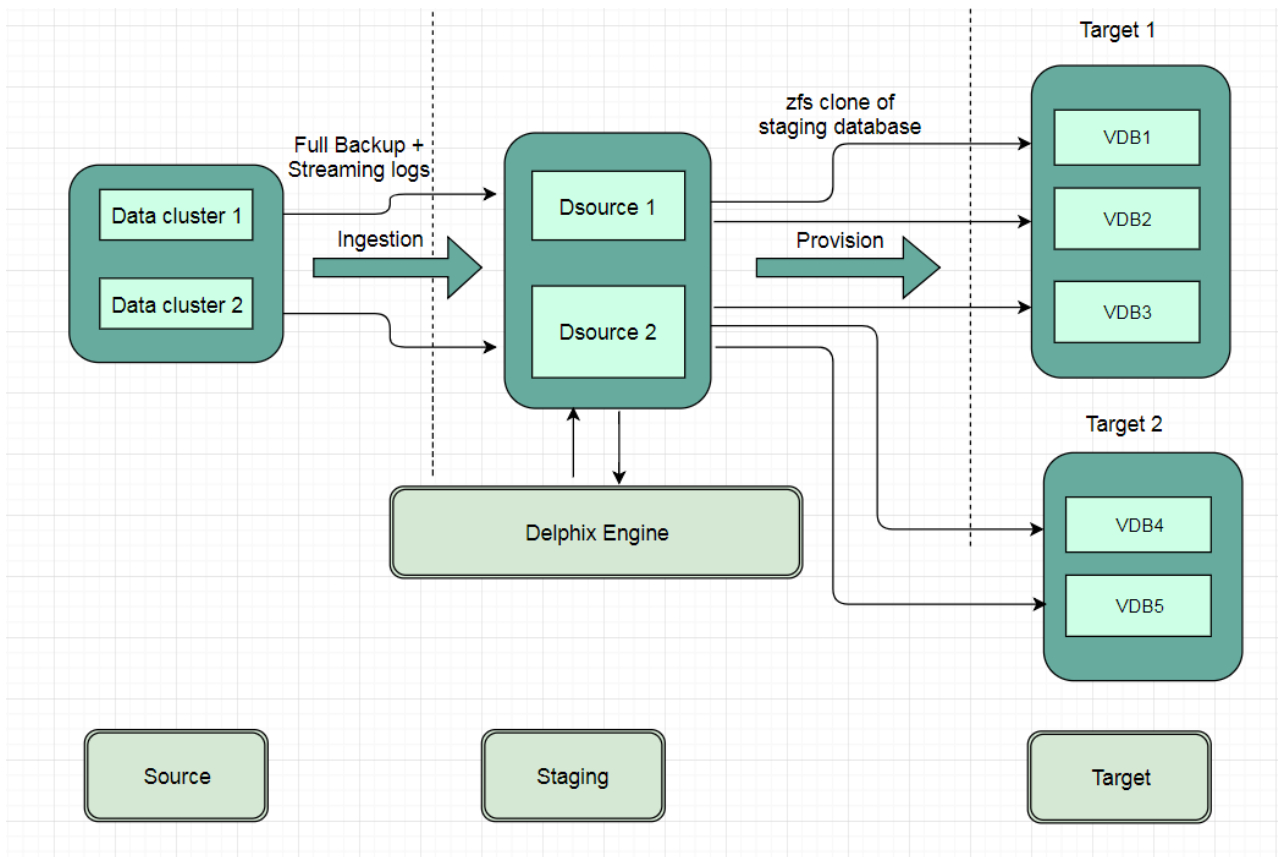 Target 1
zfs clone of
staging database
VDB1
Full Backup +
Streaming logs
Data cluster 1
Dsource 1
VDB2
Ingestion
Provision
Data cluster 2
Dsource 2
VDB3
Target 2
Delphix Engine
VDB4
VDB5
Source
Staging
Target